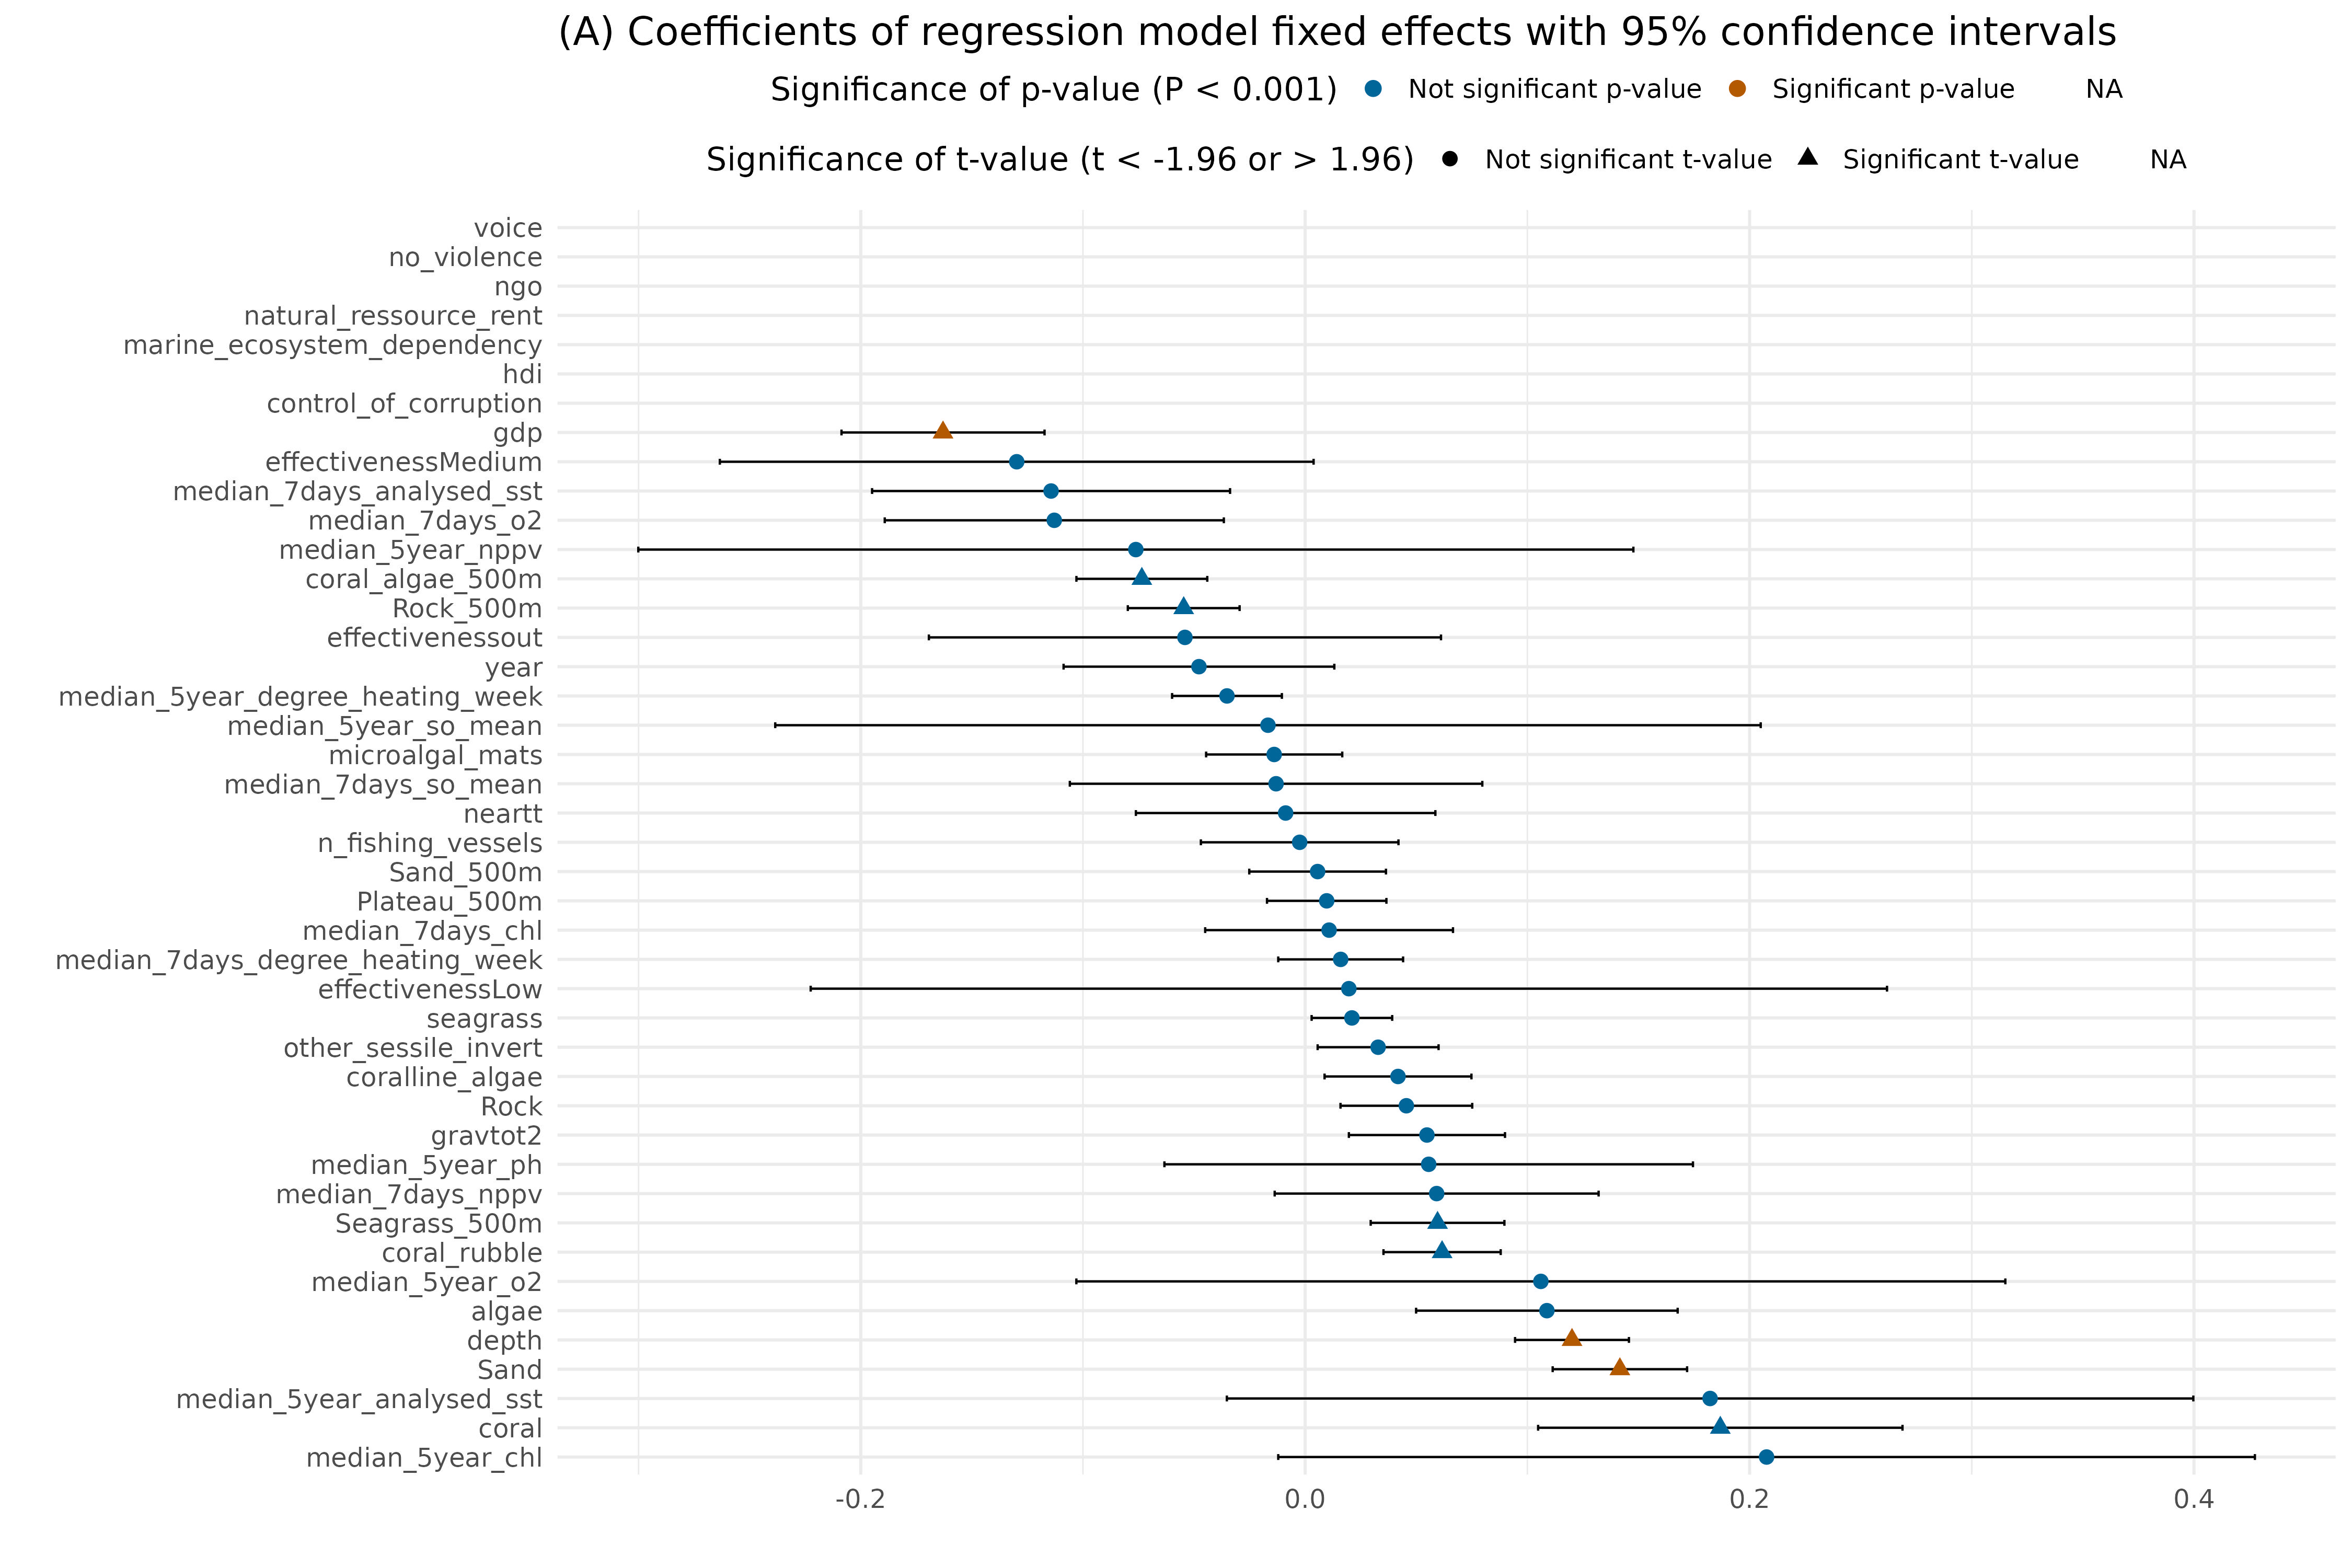 (A) Coefficients of regression model fixed effects with 95% confidence intervals
Significance of p-value (P < 0.001) Not significant p-value Significant p-value NA
Significance of t-value (t < -1.96 or > 1.96) Not significant t-value Significant t-value NA
voice
no_violence
ngo
natural_ressource_rent
marine_ecosystem_dependency
hdi
control_of_corruption
gdp
effectivenessMedium
median_7days_analysed_sst
median_7days_o2
median_5year_nppv
coral_algae_500m
Rock_500m
effectivenessout
year
median_5year_degree_heating_week
median_5year_so_mean
microalgal_mats
median_7days_so_mean
neartt
n_fishing_vessels
Sand_500m
Plateau_500m
median_7days_chl
median_7days_degree_heating_week
effectivenessLow
seagrass
other_sessile_invert
coralline_algae
Rock
gravtot2
median_5year_ph
median_7days_nppv
Seagrass_500m
coral_rubble
median_5year_o2
algae
depth
Sand
median_5year_analysed_sst
coral
median_5year_chl
-0.2 0.0 0.2 0.4